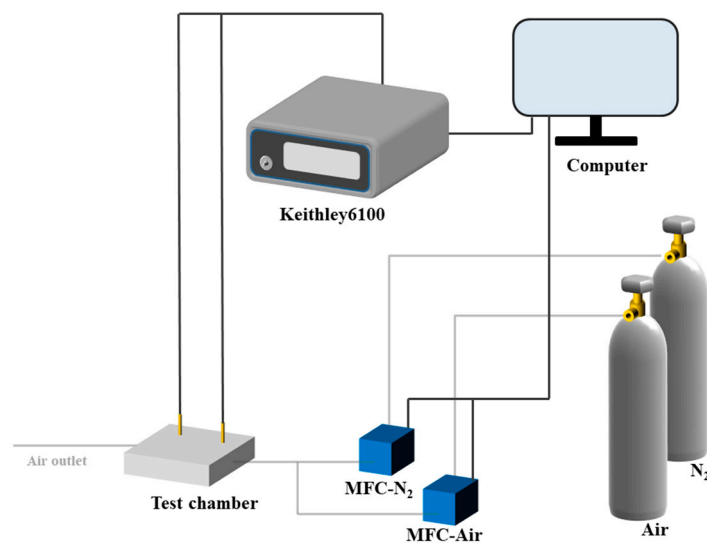 Computer
Keithley6100
Air outlet
Test chamber
MFC-N₂
MFC-Air
N₂
Air